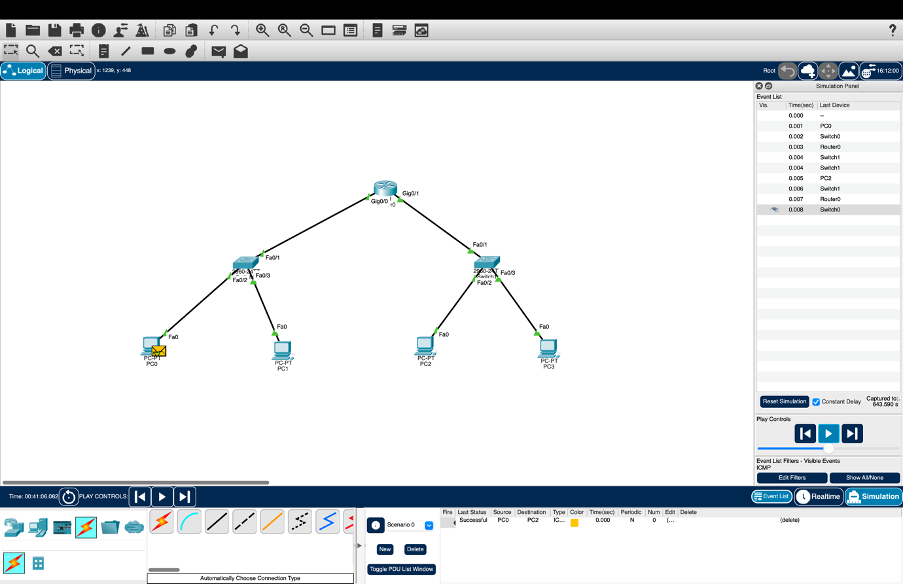 ?
Logical
Physical
x: 1239, y: 448
Root
16:12:00
Simulation Panel
Event List
Vis.
Time(sec)
Last Device
0.000
--
0.001
PC0
0.002
Switch0
0.003
Router0
0.004
Switch1
0.004
Switch1
0.005
PC2
0.006
Switch1
0.007
Router0
0.008
Switch0
Gig0/1
Gig0/0
r0
Fa0/1
Fa0/1
Fa0/3
Fa0/2
Fa0/3
Fa0/2
Fa0
Fa0
Fa0
Fa0
PC-PT
PC0
PC-PT
PC1
PC-PT
PC2
PC-PT
PC3
Reset Simulation
Constant Delay
Captured to:
643.590 s
Play Controls
Event List Filters - Visible Events
ICMP
Edit Filters
Show All/None
Time: 00:41:06.082
PLAY CONTROLS:
Event List
Realtime
Simulation
Scenario 0
New
Delete
Toggle PDU List Window
Automatically Choose Connection Type
Fire
Last Status
Source
Destination
Type
Color
Time(sec)
Periodic
Num
Edit
Delete
Successful
PC0
PC2
IC...
0.000
N
0
(...
(delete)